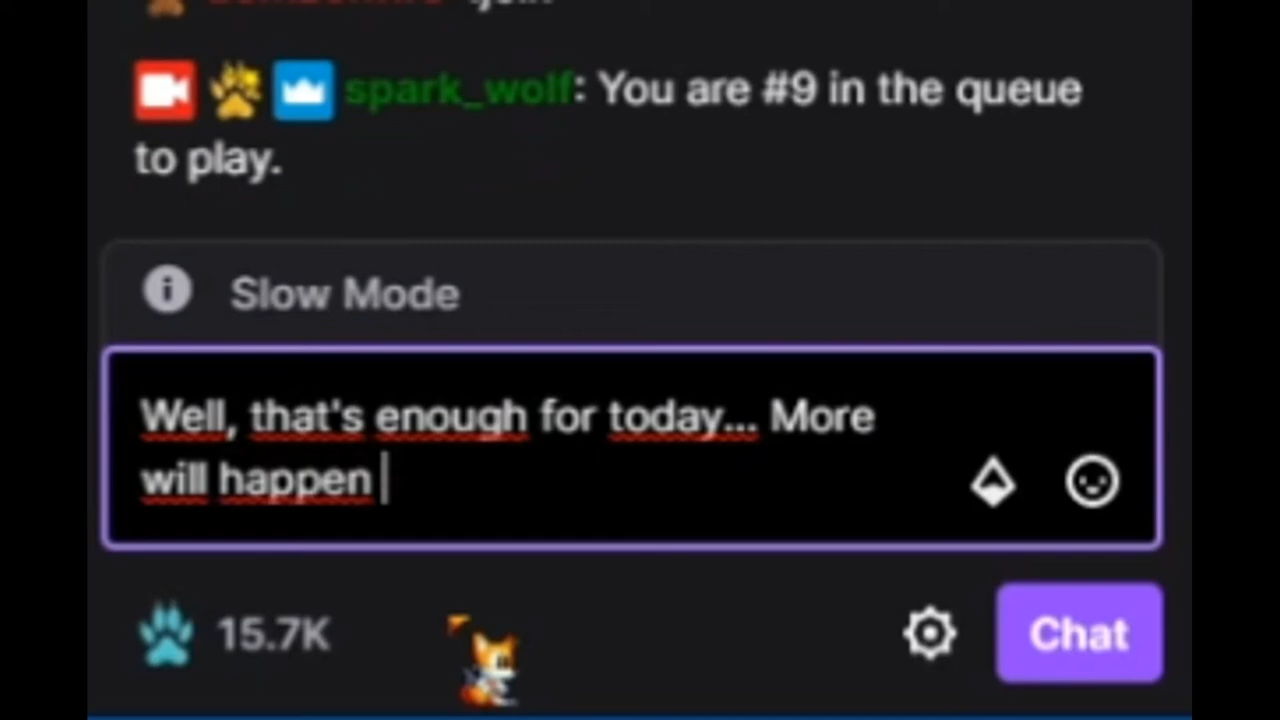 spark_wolf: You are #9 in the queue
to play.
Slow Mode
Well, that's enough for today... More
will happen
15.7K
Chat